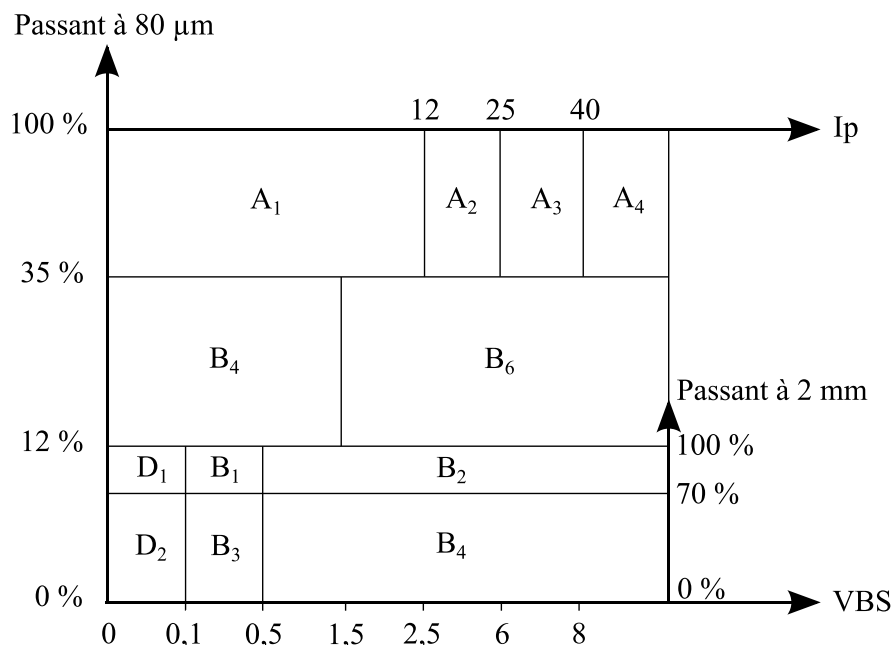 Passant à 80 µm
12 25 40
100 % Ip
A₁ A₂ A₃ A₄
35 %
B₄ B₆
Passant à 2 mm
12 % 100 %
D₁ B₁ B₂
70 %
D₂ B₃ B₄
0 % 0 % VBS
0 0,1 0,5 1,5 2,5 6 8